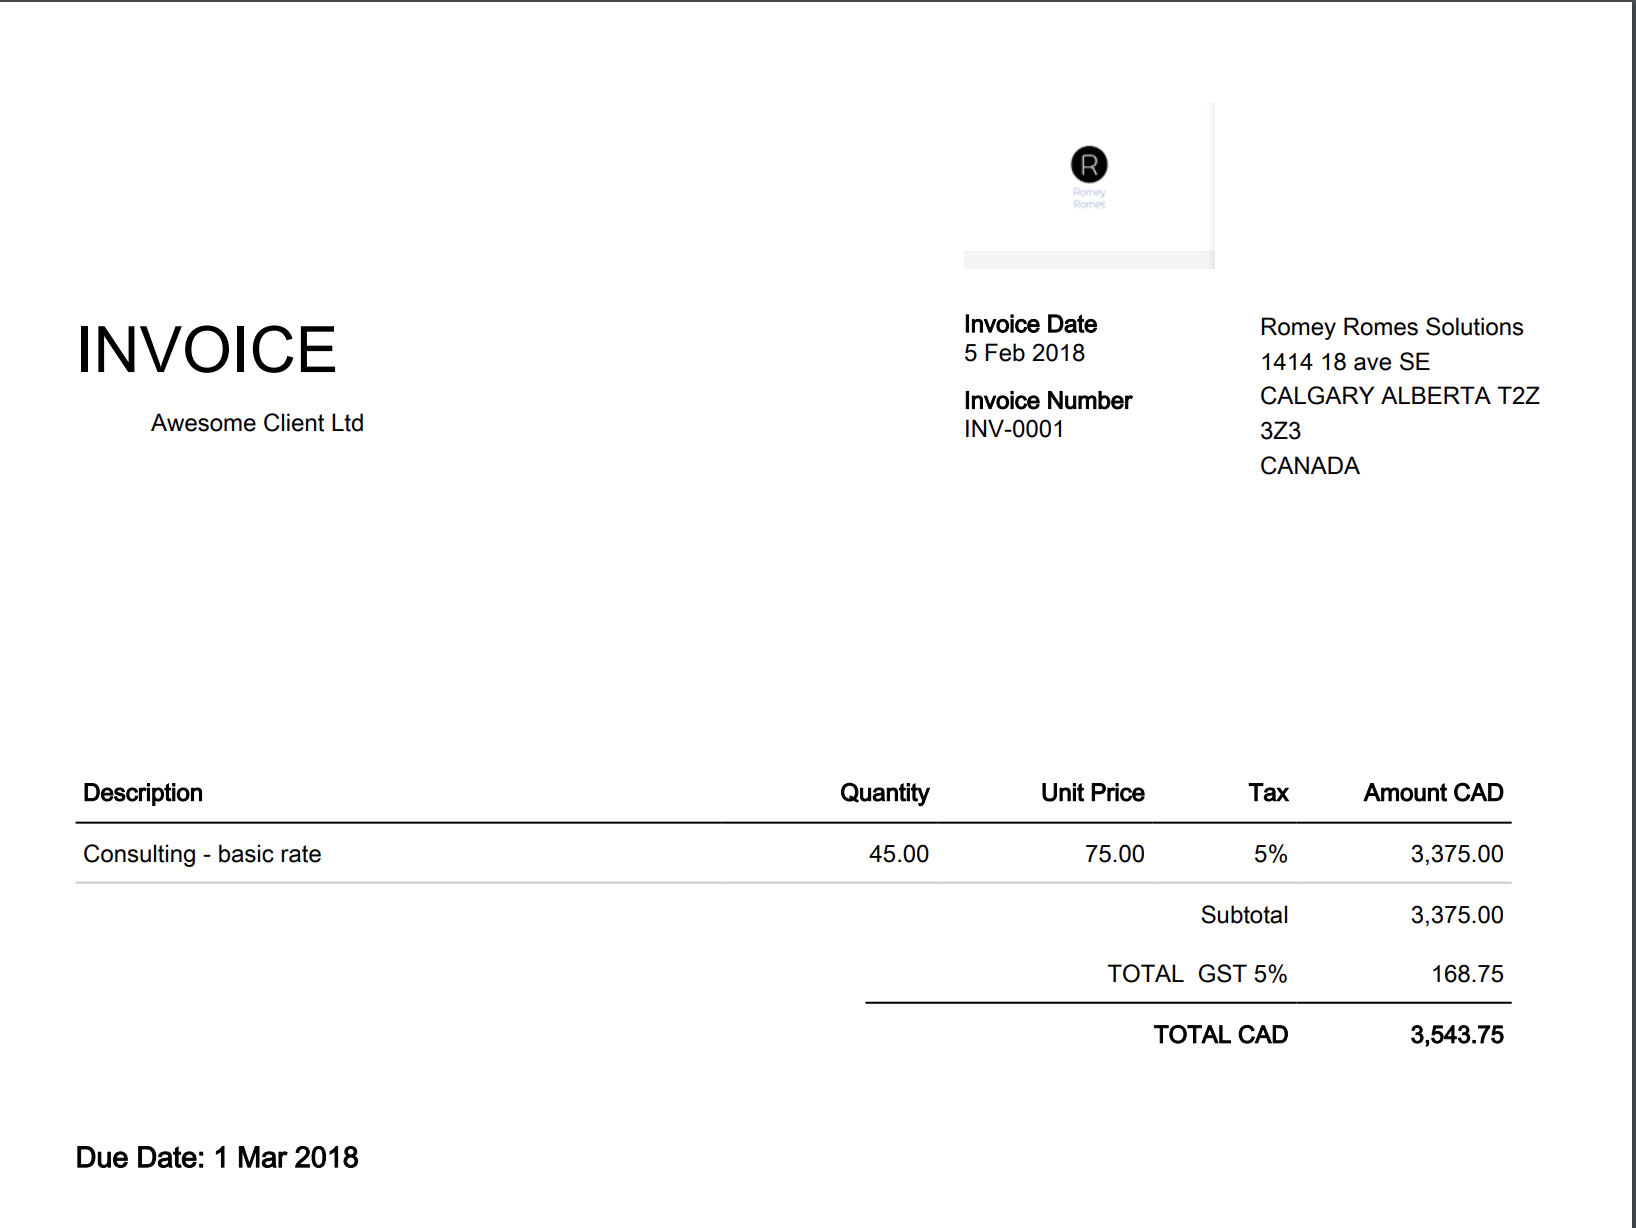 R
Romey
Romes
INVOICE
Awesome Client Ltd
Invoice Date
5 Feb 2018
Invoice Number
INV-0001
Romey Romes Solutions
1414 18 ave SE
CALGARY ALBERTA T2Z
3Z3
CANADA
Description Quantity Unit Price Tax Amount CAD
Consulting - basic rate 45.00 75.00 5% 3,375.00
Subtotal 3,375.00
TOTAL GST 5% 168.75
TOTAL CAD 3,543.75
Due Date: 1 Mar 2018